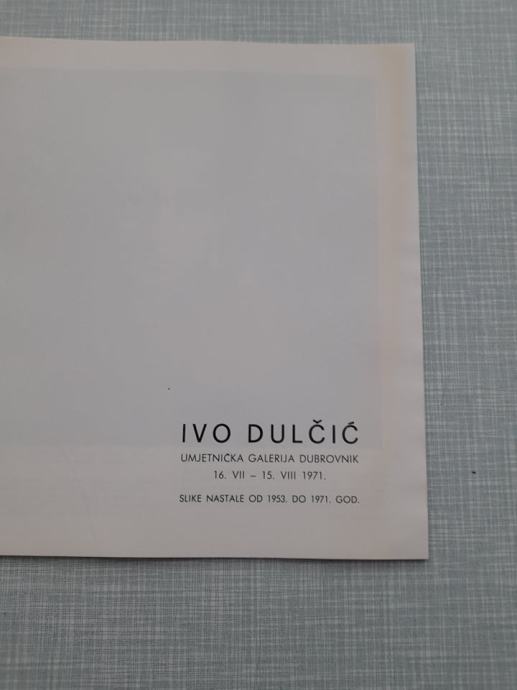 IVO DULČIĆ
UMJETNIČKA GALERIJA DUBROVNIK
16. VII – 15. VIII 1971.
SLIKE NASTALE OD 1953. DO 1971. GOD.